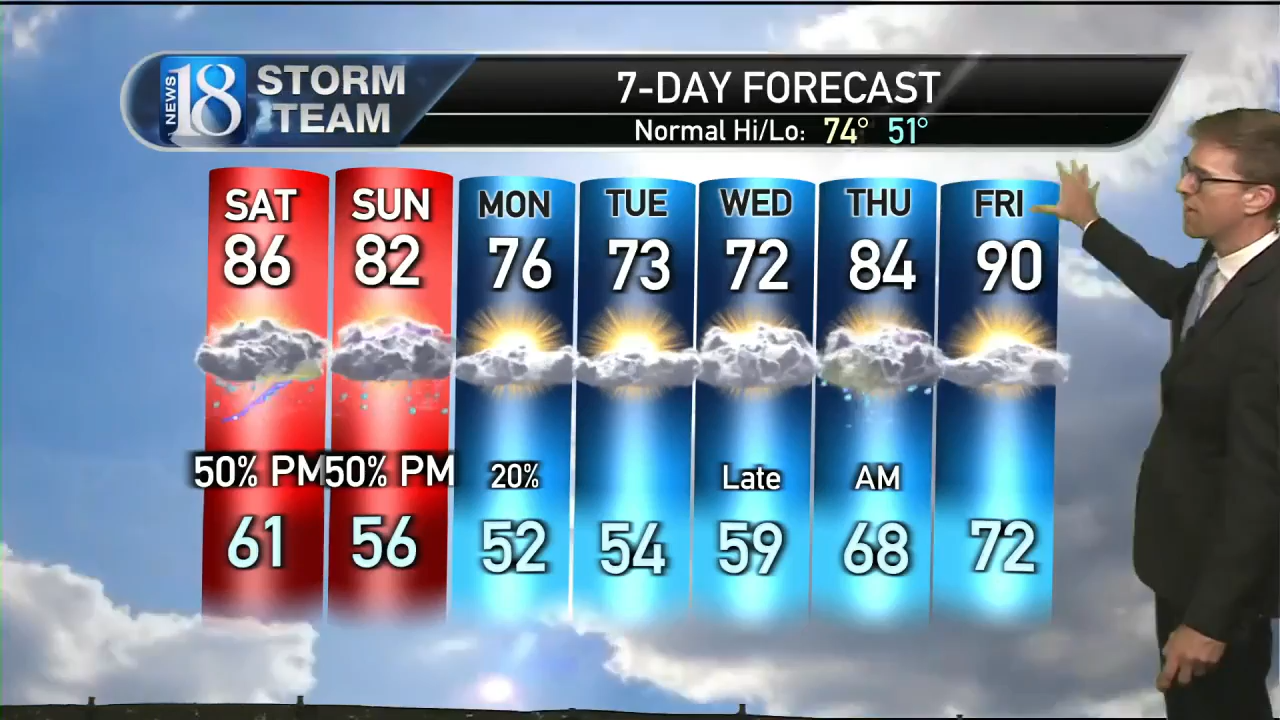 NEWS 18 STORM TEAM
7-DAY FORECAST
Normal Hi/Lo: 74° 51°
SAT SUN MON TUE WED THU FRI
86 82 76 73 72 84 90
50% PM 50% PM 20% Late AM
61 56 52 54 59 68 72